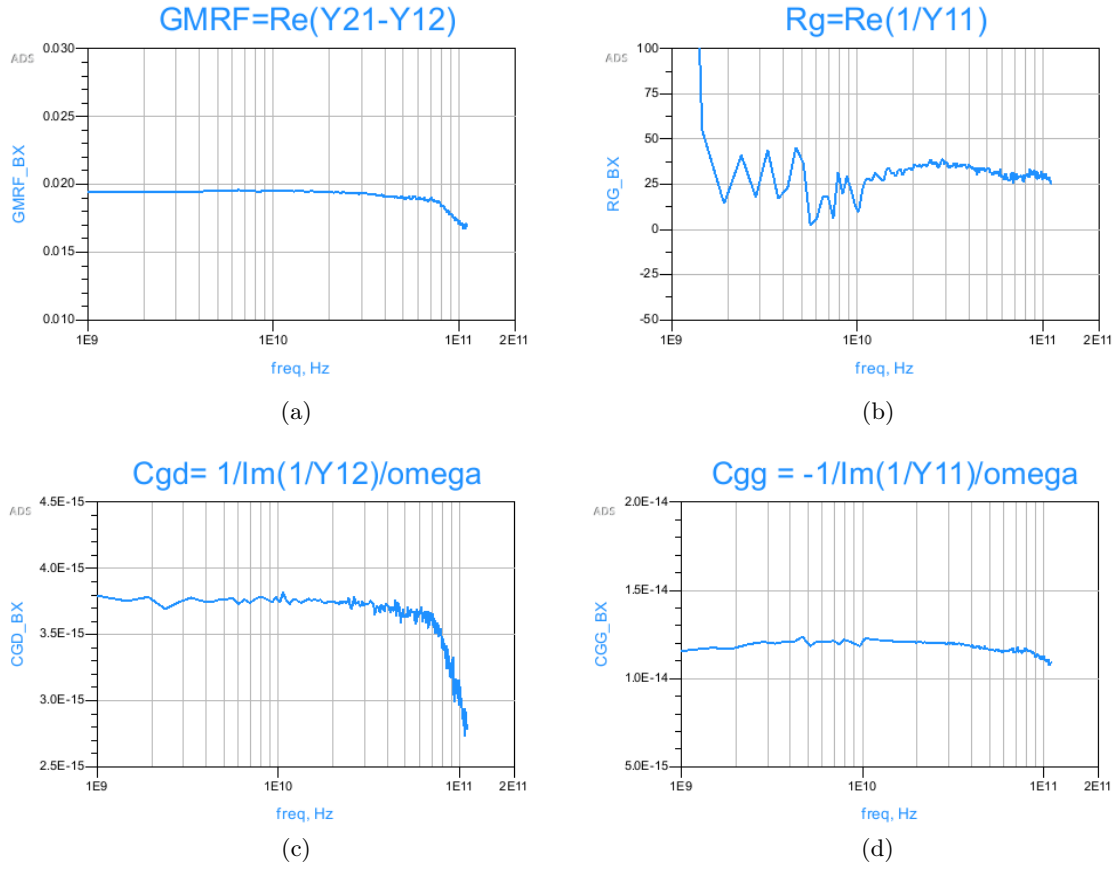 GMRF=Re(Y21-Y12)
ADS
0.030
0.025
0.020
0.015
0.010
GMRF_BX
1E9
1E10
1E11
2E11
freq, Hz
(a)
Rg=Re(1/Y11)
ADS
100
75
50
25
0
-25
-50
RG_BX
1E9
1E10
1E11
2E11
freq, Hz
(b)
Cgd= 1/Im(1/Y12)/omega
ADS
4.5E-15
4.0E-15
3.5E-15
3.0E-15
2.5E-15
CGD_BX
1E9
1E10
1E11
2E11
freq, Hz
(c)
Cgg = -1/Im(1/Y11)/omega
ADS
2.0E-14
1.5E-14
1.0E-14
5.0E-15
CGG_BX
1E9
1E10
1E11
2E11
freq, Hz
(d)